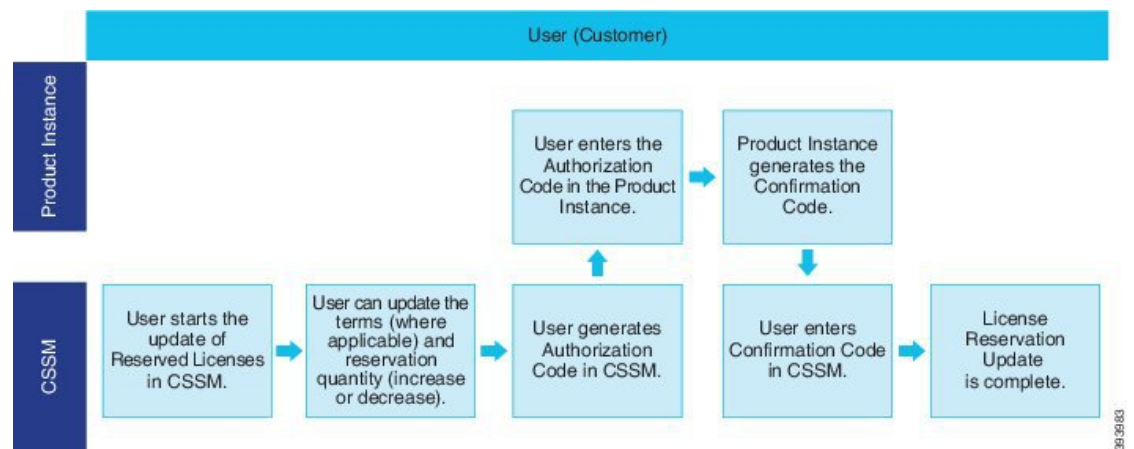 User (Customer)
Product Instance
User enters the
Authorization
Code in the Product
Instance.
Product Instance
generates the
Confirmation
Code.
CSSM
User starts the
update of
Reserved Licenses
in CSSM.
User can update the
terms (where
applicable) and
reservation
quantity (increase
or decrease).
User generates
Authorization
Code in CSSM.
User enters
Confirmation Code
in CSSM.
License
Reservation
Update
is complete.
393983